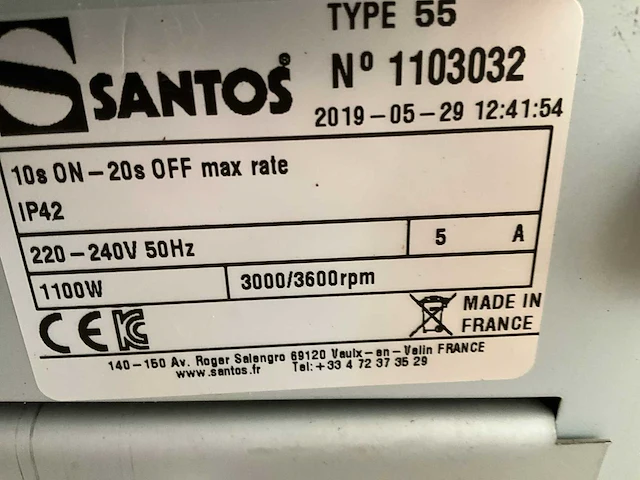 TYPE 55
SANTOS®
Nº 1103032
2019-05-29 12:41:54
10s ON-20s OFF max rate
IP42
220-240V 50Hz
5 A
1100W
3000/3600rpm
CE
MADE IN
FRANCE
140-150 Av. Roger Salengro 69120 Vaulx-en-Velin FRANCE
www.santos.fr Tel:+33 4 72 37 35 29